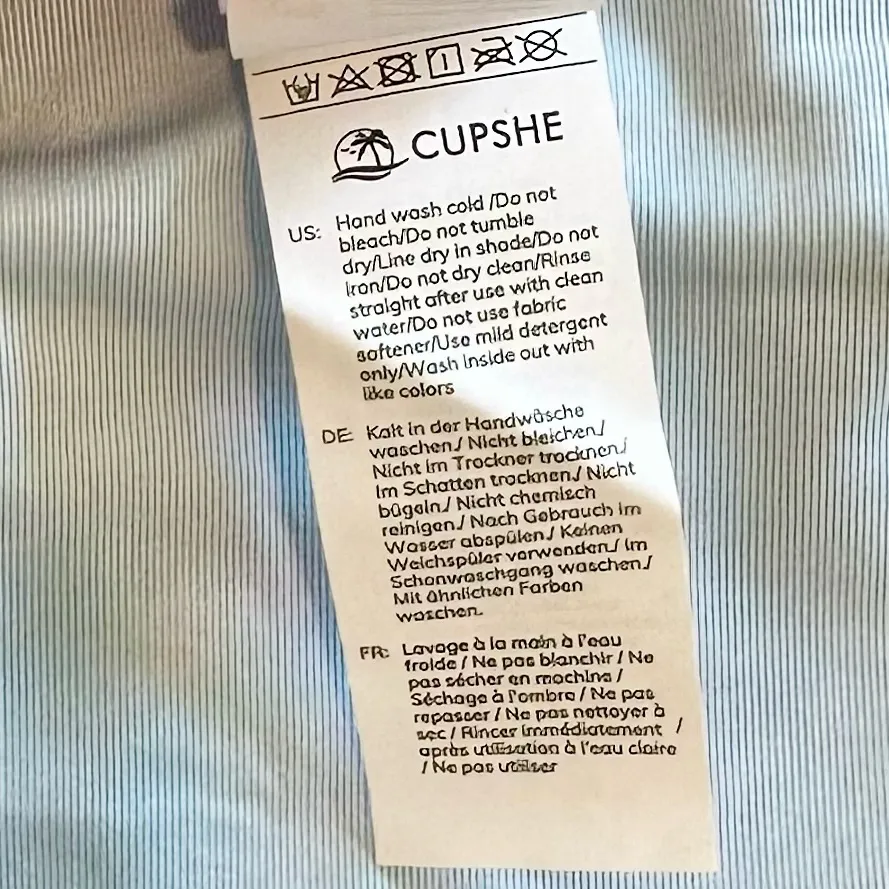 CUPSHE
US: Hand wash cold /Do not
bleach/Do not tumble
dry/Line dry in shade/Do not
iron/Do not dry clean/Rinse
straight after use with clean
water/Do not use fabric
softener/Use mild detergent
only/Wash inside out with
like colors
DE: Kalt in der Handwäsche
waschen./ Nicht bleichen./
Nicht im Trockner trocknen./
Im Schatten trocknen./ Nicht
bügeln./ Nicht chemisch
reinigen./ Nach Gebrauch im
Wasser abspülen./ Keinen
Weichspüler verwenden./ Im
Schonwaschgang waschen./
Mit ähnlichen Farben
waschen.
FR: Lavage à la main à l'eau
froide / Ne pas blanchir / Ne
pas sécher en machine /
Séchage à l'ombre / Ne pas
repasser / Ne pas nettoyer à
sec / Rincer immédiatement /
après utilisation à l'eau claire
/ Ne pas utiliser